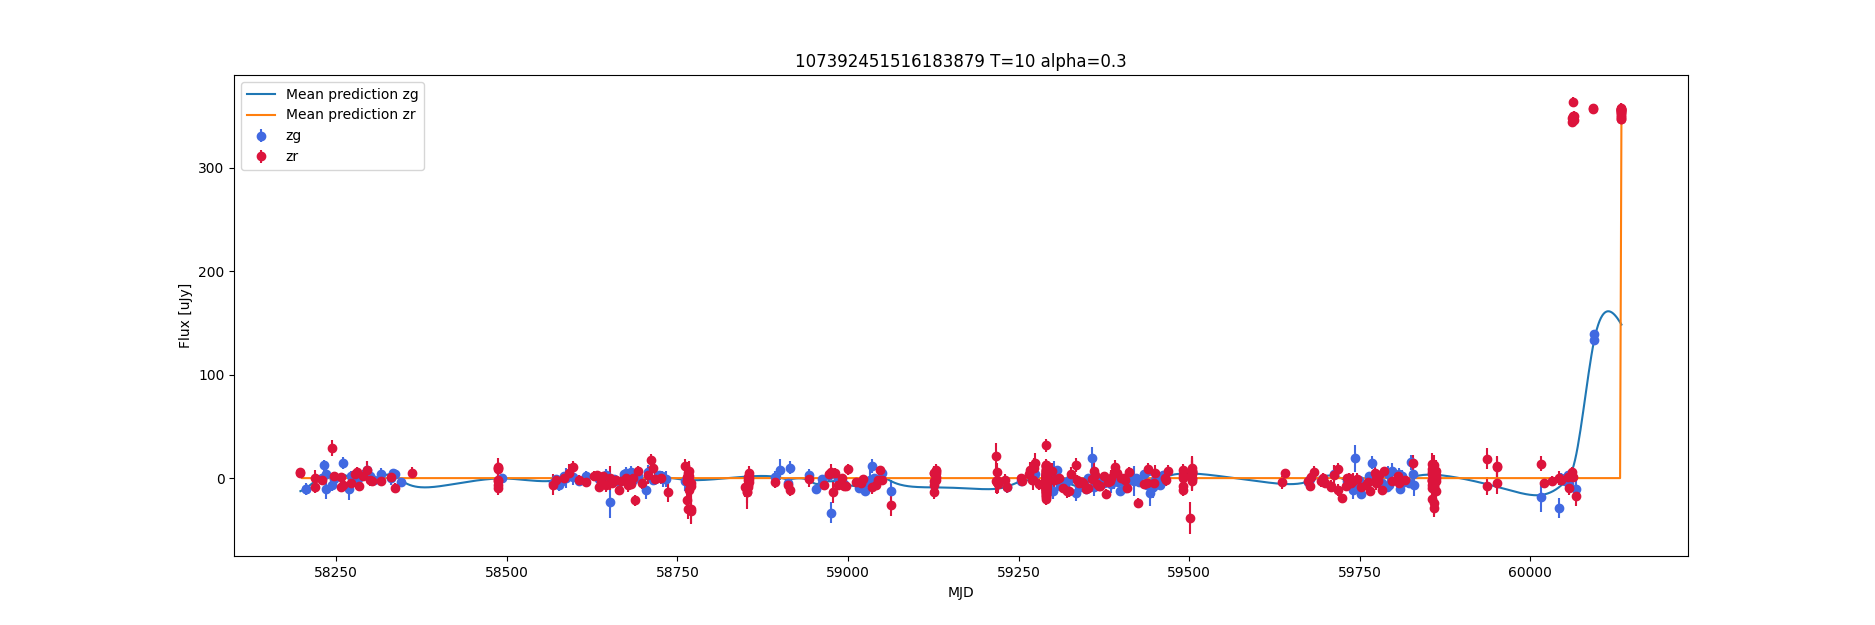 107392451516183879 T=10 alpha=0.3
Mean prediction zg
Mean prediction zr
zg
zr
Flux [uJy]
300
200
100
0
58250 58500 58750 59000 59250 59500 59750 60000
MJD